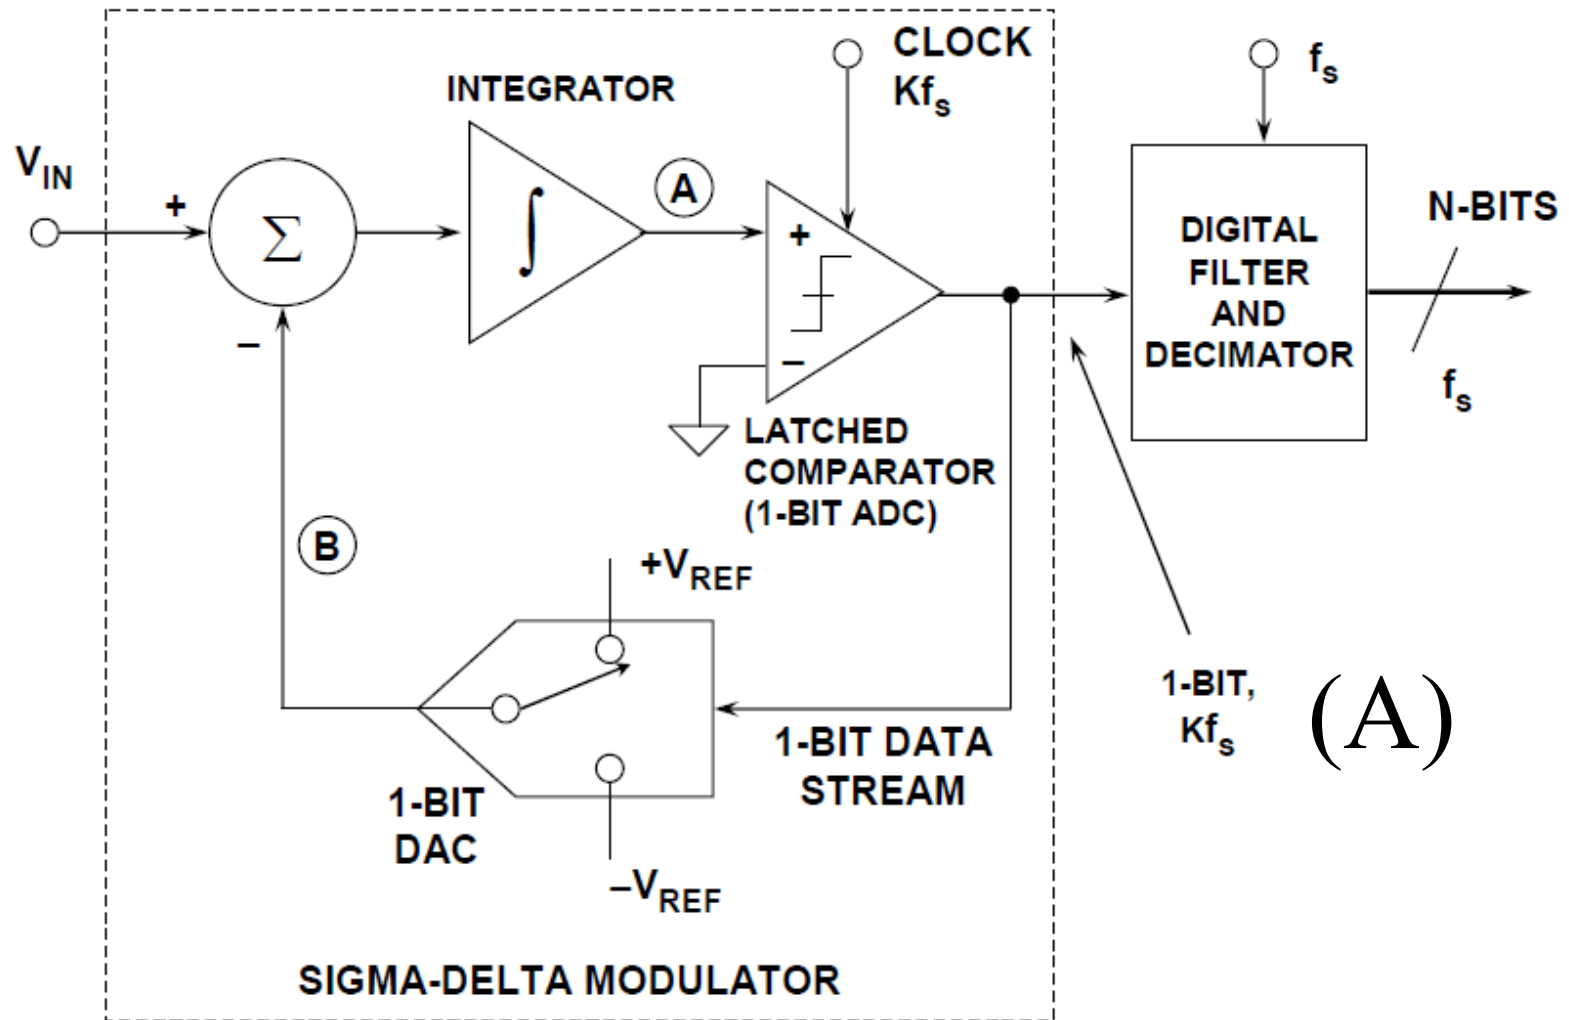 CLOCK
Kfs
fs
INTEGRATOR
VIN
+
Σ
∫
A
+
–
–
DIGITAL
FILTER
AND
DECIMATOR
N-BITS
fs
LATCHED
COMPARATOR
(1-BIT ADC)
B
+VREF
1-BIT,
Kfs
(A)
1-BIT DATA
STREAM
1-BIT
DAC
–VREF
SIGMA-DELTA MODULATOR